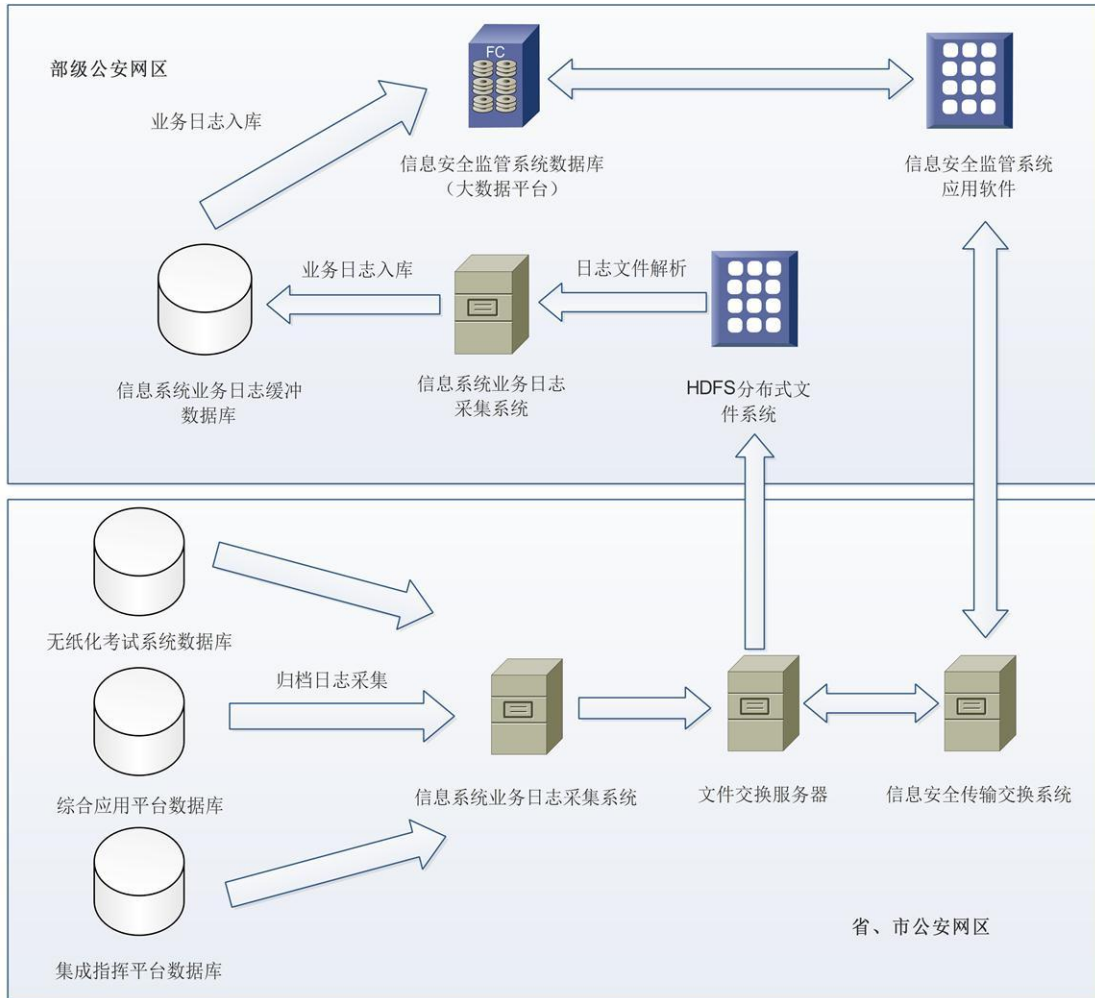 部级公安网区
FC
业务日志入库
信息安全监管系统数据库
（大数据平台）
信息安全监管系统
应用软件
业务日志入库
日志文件解析
信息系统业务日志缓冲
数据库
信息系统业务日志
采集系统
HDFS分布式文
件系统
无纸化考试系统数据库
归档日志采集
综合应用平台数据库
信息系统业务日志采集系统
文件交换服务器
信息安全传输交换系统
集成指挥平台数据库
省、市公安网区